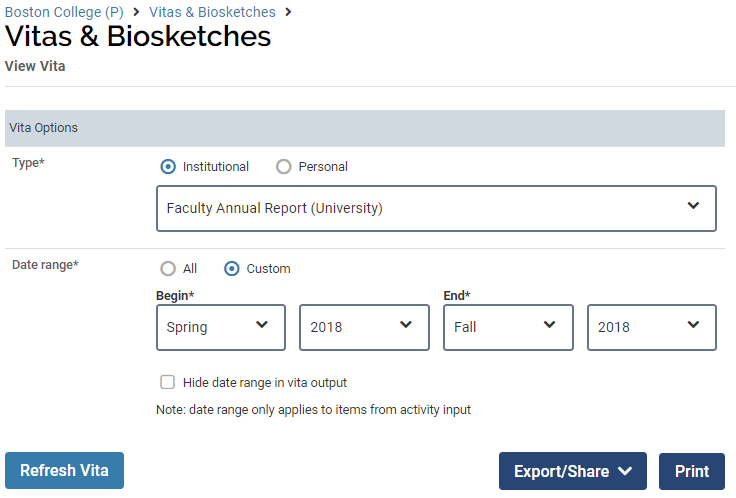 Boston College (P) > Vitas & Biosketches >
Vitas & Biosketches
View Vita
Vita Options
Type* Institutional Personal
Faculty Annual Report (University)
Date range* All Custom
Begin* End*
Spring 2018 Fall 2018
Hide date range in vita output
Note: date range only applies to items from activity input
Refresh Vita Export/Share Print